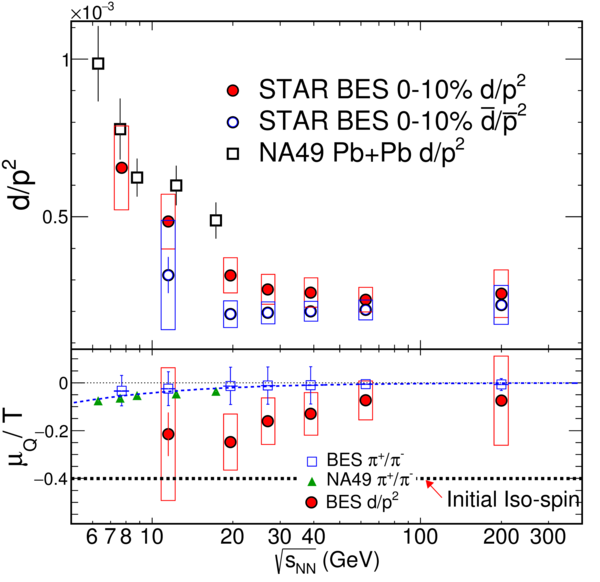 ×10⁻³
1
0.5
d/p²
STAR BES 0-10% d/p²
STAR BES 0-10% d̅/p̅²
NA49 Pb+Pb d/p²
0
−0.2
−0.4
μ_Q/ T
BES π⁺/π⁻
NA49 π⁺/π⁻
BES d/p²
Initial Iso-spin
6 7 8 10 20 30 40 100 200 300
√s_NN (GeV)